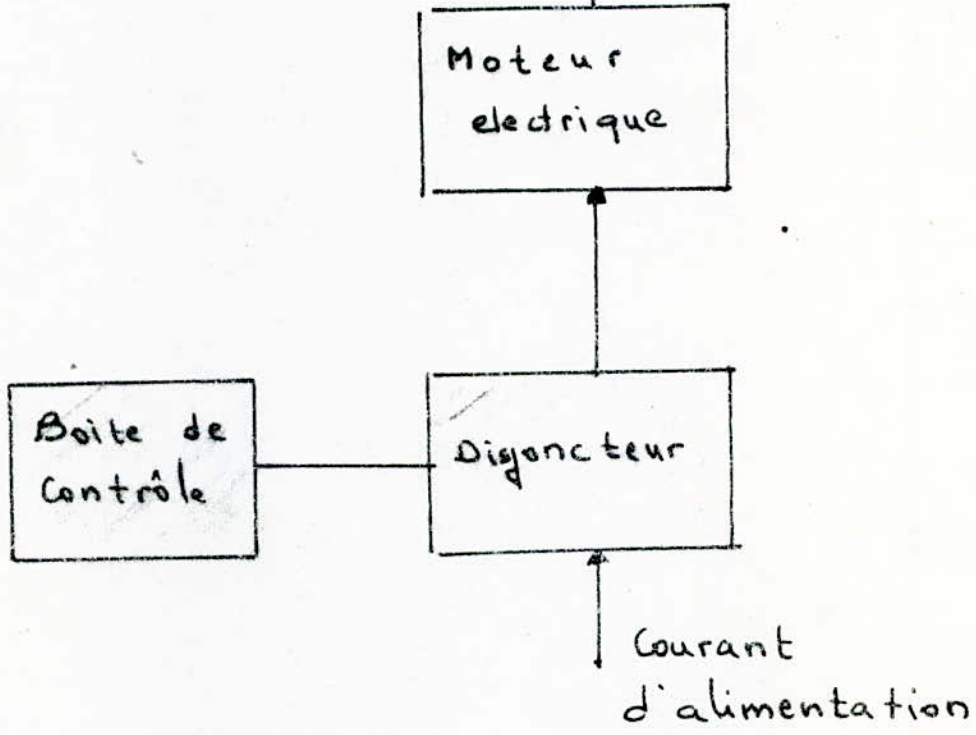 Moteur
electrique
Boite de
Contrôle
Disjoncteur
Courant
d'alimentation